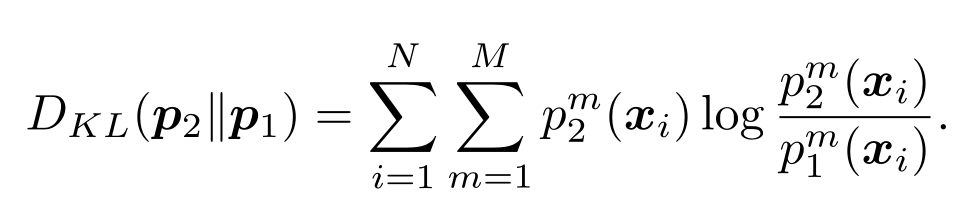 $D_{KL}(\boldsymbol{p}_2 \| \boldsymbol{p}_1) = \sum_{i=1}^{N} \sum_{m=1}^{M} p_2^m(\boldsymbol{x}_i) \log \frac{p_2^m(\boldsymbol{x}_i)}{p_1^m(\boldsymbol{x}_i)}.$